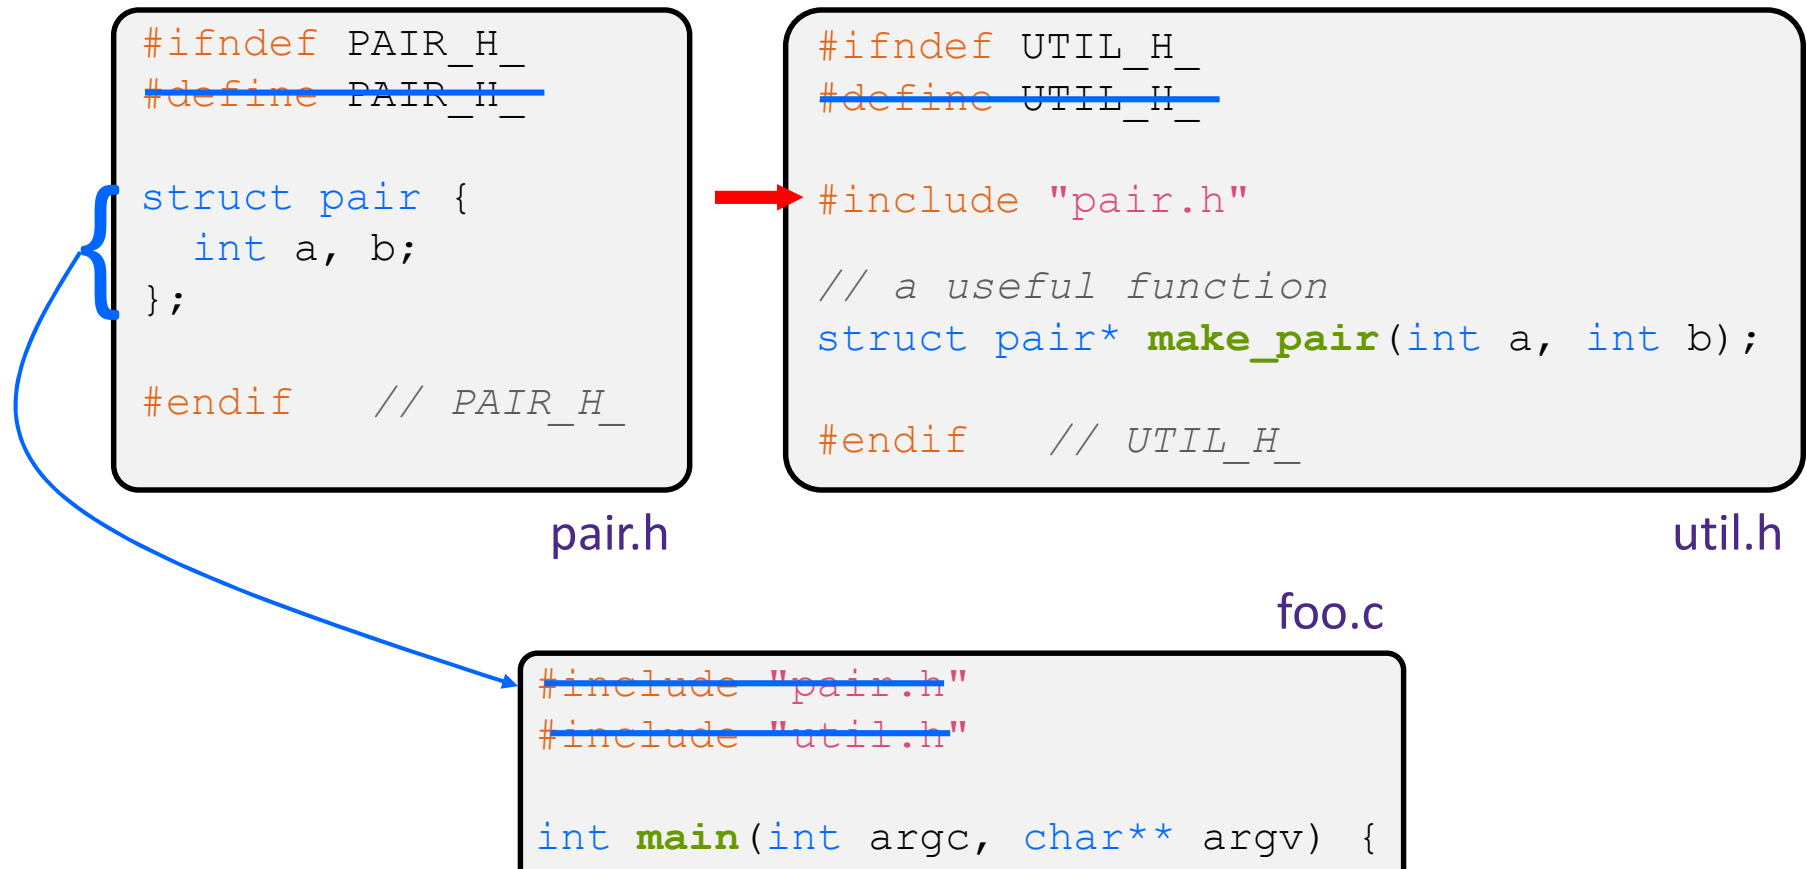 #ifndef PAIR_H_
#define PAIR_H_
struct pair {
  int a, b;
};
#endif   // PAIR_H_
pair.h
#ifndef UTIL_H_
#define UTIL_H_
#include "pair.h"
// a useful function
struct pair* make_pair(int a, int b);
#endif   // UTIL_H_
util.h
foo.c
#include "pair.h"
#include "util.h"
int main(int argc, char** argv) {